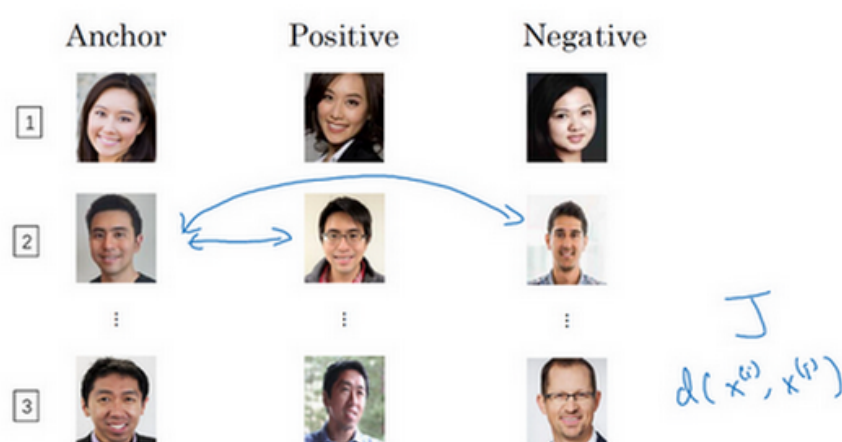 Anchor Positive Negative
1
2
⋮ ⋮ ⋮
J
d(x⁽ⁱ⁾, x⁽ʲ⁾)
3